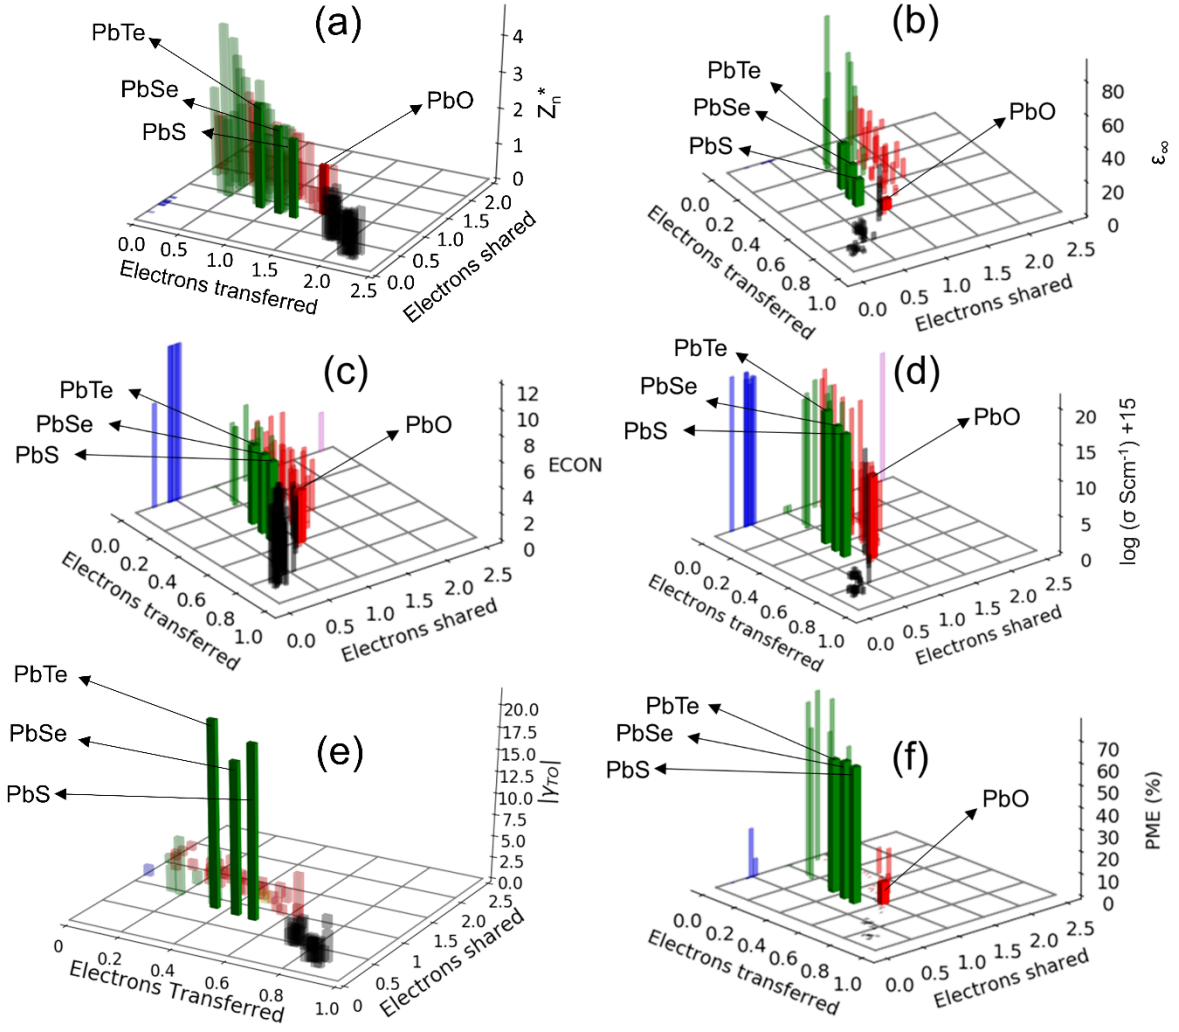 (a)
PbTe
PbSe
PbS
PbO
4
3
2
1
0
Zn*
0.0
0.5
1.0
1.5
2.0
2.5
Electrons transferred
0.0
0.5
1.0
1.5
2.0
Electrons shared
(b)
PbTe
PbSe
PbS
PbO
80
60
40
20
0
ε∞
0.0
0.2
0.4
0.6
0.8
1.0
Electrons transferred
0.0
0.5
1.0
1.5
2.0
2.5
Electrons shared
(c)
PbTe
PbSe
PbS
PbO
12
10
8
6
4
2
0
ECON
0.0
0.2
0.4
0.6
0.8
1.0
Electrons transferred
0.0
0.5
1.0
1.5
2.0
2.5
Electrons shared
(d)
PbTe
PbSe
PbS
PbO
20
15
10
5
0
log (σ Scm⁻¹) +15
0.0
0.2
0.4
0.6
0.8
1.0
Electrons transferred
0.0
0.5
1.0
1.5
2.0
2.5
Electrons shared
(e)
PbTe
PbSe
PbS
20.0
17.5
15.0
12.5
10.0
7.5
5.0
2.5
0.0
|γTO|
0
0.2
0.4
0.6
0.8
1.0
Electrons Transferred
0
0.5
1
1.5
2.0
2.5
Electrons shared
(f)
PbTe
PbSe
PbS
PbO
70
60
50
40
30
20
10
0
PME (%)
0.0
0.2
0.4
0.6
0.8
1.0
Electrons transferred
0.0
0.5
1.0
1.5
2.0
2.5
Electrons shared